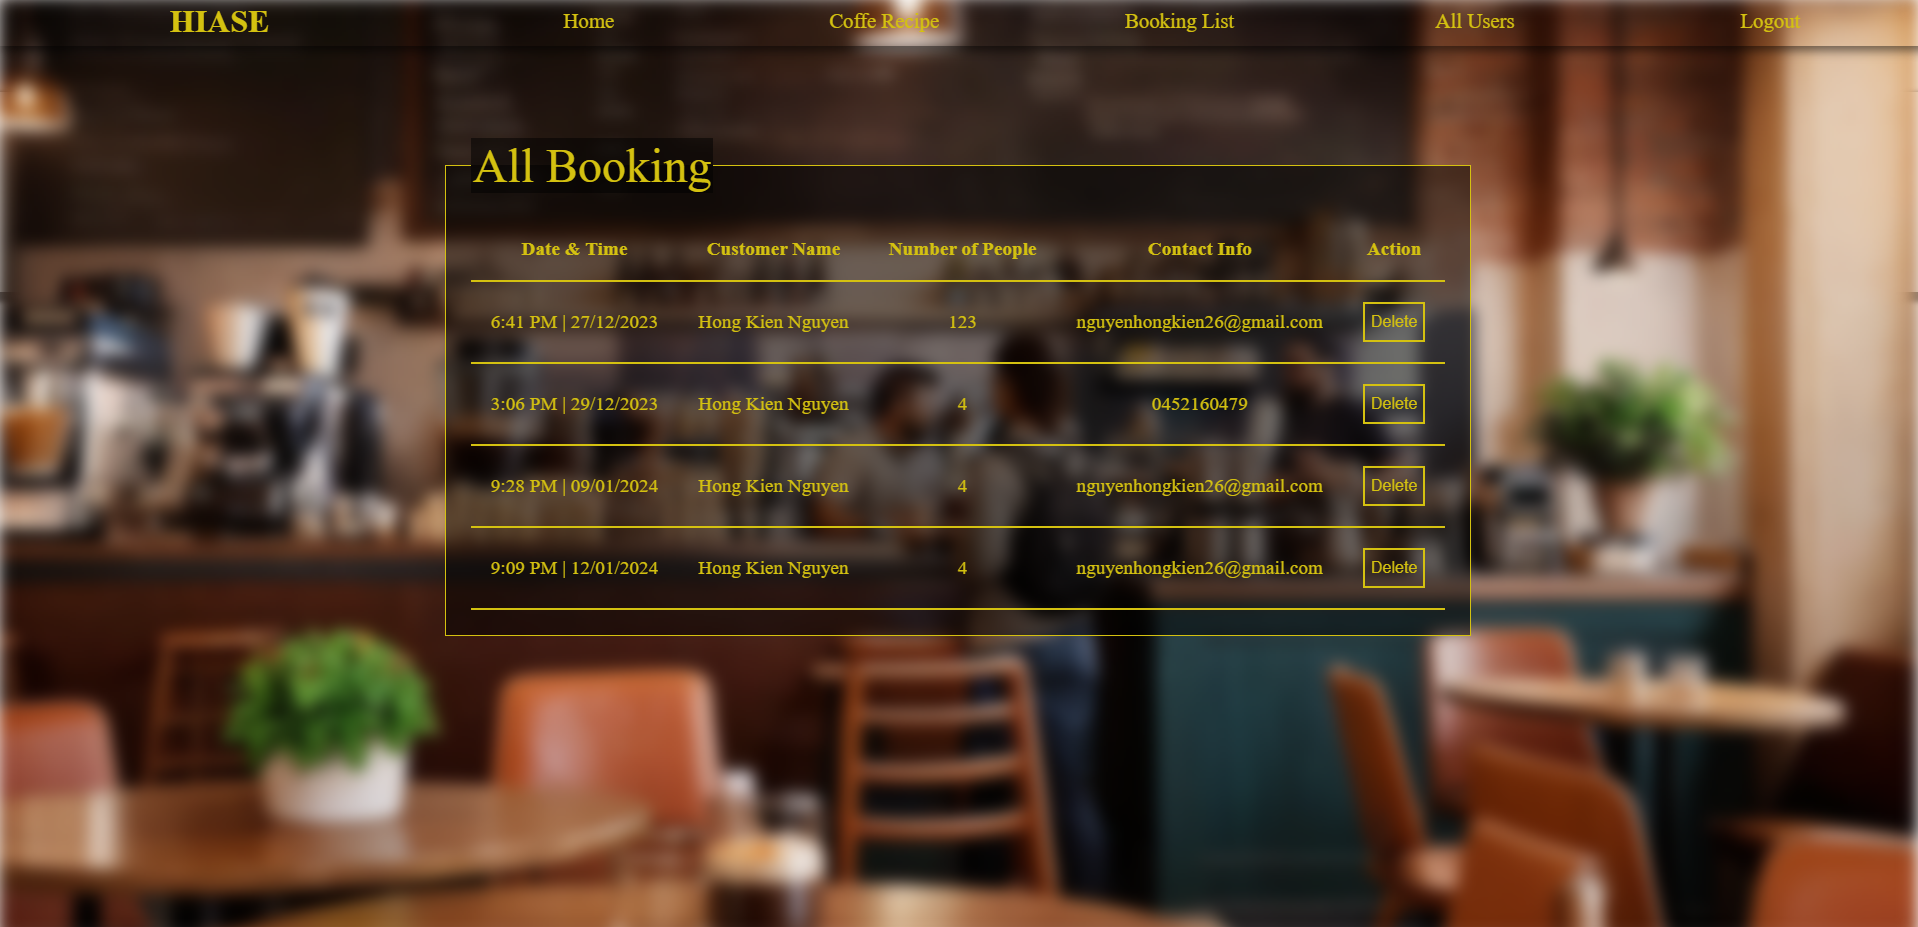 HIASE Home Coffe Recipe Booking List All Users Logout
All Booking
Date & Time Customer Name Number of People Contact Info Action
6:41 PM | 27/12/2023 Hong Kien Nguyen 123 nguyenhongkien26@gmail.com Delete
3:06 PM | 29/12/2023 Hong Kien Nguyen 4 0452160479 Delete
9:28 PM | 09/01/2024 Hong Kien Nguyen 4 nguyenhongkien26@gmail.com Delete
9:09 PM | 12/01/2024 Hong Kien Nguyen 4 nguyenhongkien26@gmail.com Delete